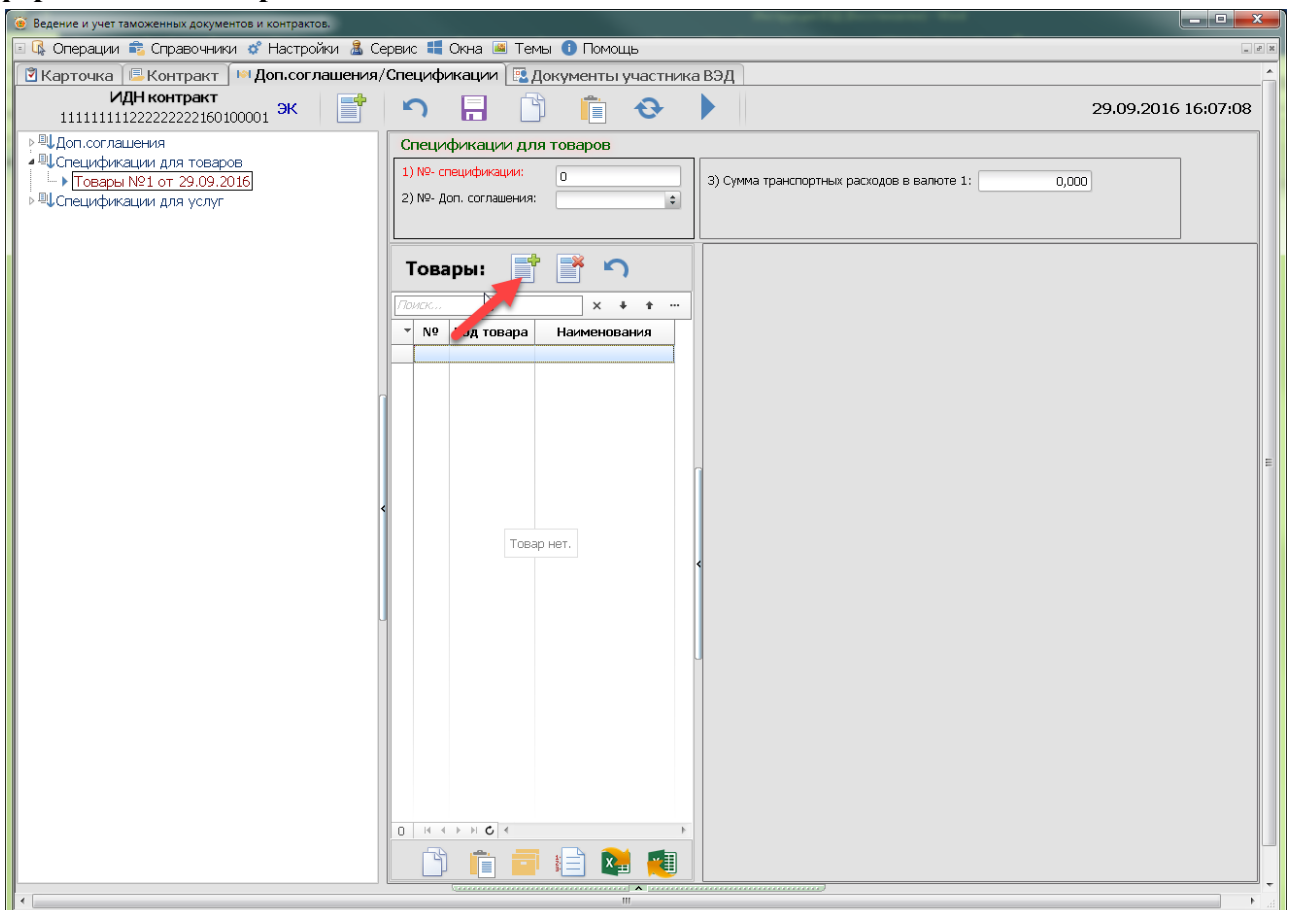 Ведение и учет таможенных документов и контрактов.
Операции Справочники Настройки Сервис Окна Темы Помощь
Карточка Контракт Доп.соглашения/Спецификации Документы участника ВЭД
ИДН контракт
11111111122222222160100001 ЭК 29.09.2016 16:07:08
Доп.соглашения
Спецификации для товаров
Товары №1 от 29.09.2016
Спецификации для услуг
Спецификации для товаров
1) №- спецификации: 0
2) №- Доп. соглашения:
3) Сумма транспортных расходов в валюте 1: 0,000
Товары:
Поиск...
№ товара Наименования
Товар нет.
0